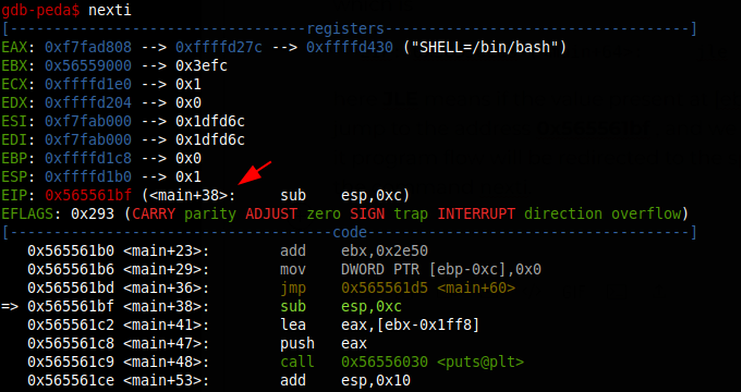 gdb-peda$ nexti
[----------------------------------registers-----------------------------------]
EAX: 0xf7fad808 --> 0xffffd27c --> 0xffffd430 ("SHELL=/bin/bash")
EBX: 0x56559000 --> 0x3efc
ECX: 0xffffd1e0 --> 0x1
EDX: 0xffffd204 --> 0x0
ESI: 0xf7fab000 --> 0x1dfd6c
EDI: 0xf7fab000 --> 0x1dfd6c
EBP: 0xffffd1c8 --> 0x0
ESP: 0xffffd1b0 --> 0x1
EIP: 0x565561bf (<main+38>: sub esp,0xc)
EFLAGS: 0x293 (CARRY parity ADJUST zero SIGN trap INTERRUPT direction overflow)
[-------------------------------------code-------------------------------------]
0x565561b0 <main+23>: add ebx,0x2e50
0x565561b6 <main+29>: mov DWORD PTR [ebp-0xc],0x0
0x565561bd <main+36>: jmp 0x565561d5 <main+60>
=> 0x565561bf <main+38>: sub esp,0xc
0x565561c2 <main+41>: lea eax,[ebx-0x1ff8]
0x565561c8 <main+47>: push eax
0x565561c9 <main+48>: call 0x56556030 <puts@plt>
0x565561ce <main+53>: add esp,0x10